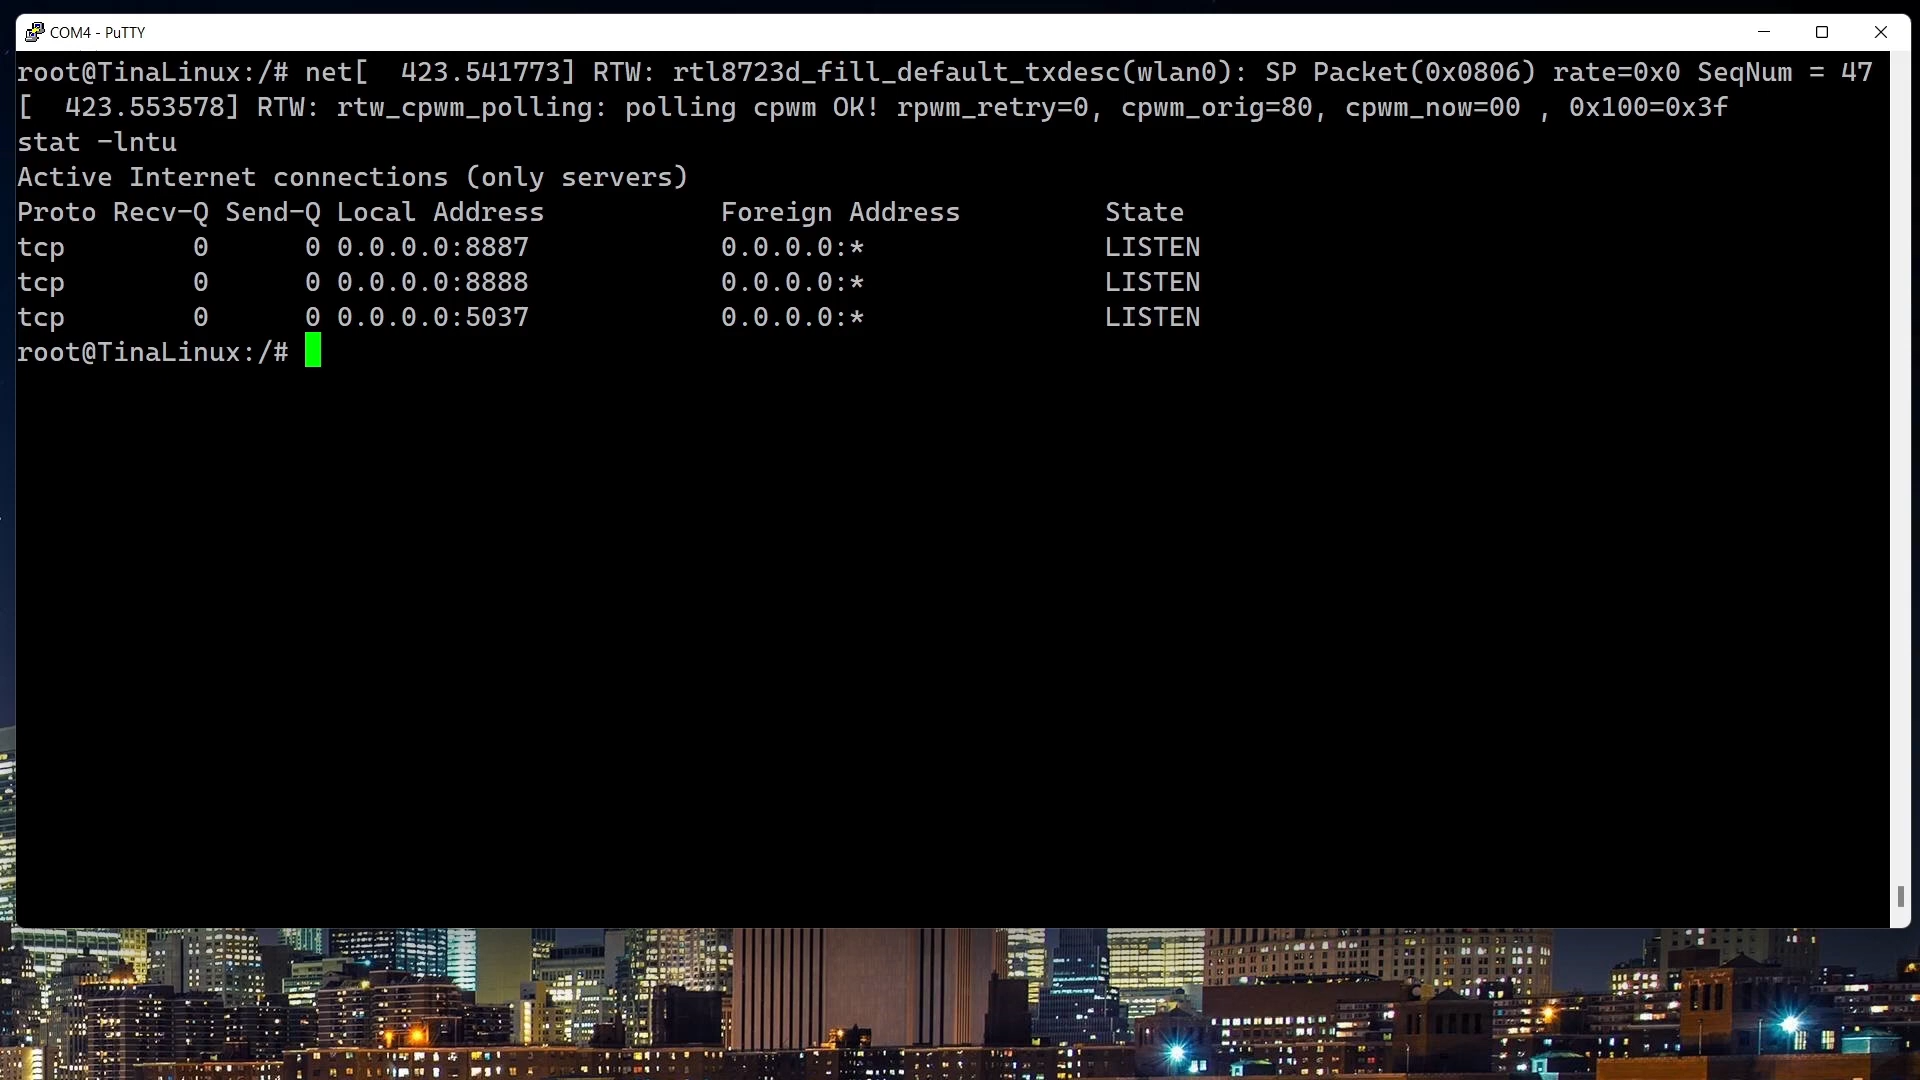 COM4 - PuTTY
root@TinaLinux:/# net[  423.541773] RTW: rtl8723d_fill_default_txdesc(wlan0): SP Packet(0x0806) rate=0x0 SeqNum = 47
[  423.553578] RTW: rtw_cpwm_polling: polling cpwm OK! rpwm_retry=0, cpwm_orig=80, cpwm_now=00 , 0x100=0x3f
stat -lntu
Active Internet connections (only servers)
Proto Recv-Q Send-Q Local Address           Foreign Address         State
tcp        0      0 0.0.0.0:8887            0.0.0.0:*               LISTEN
tcp        0      0 0.0.0.0:8888            0.0.0.0:*               LISTEN
tcp        0      0 0.0.0.0:5037            0.0.0.0:*               LISTEN
root@TinaLinux:/#